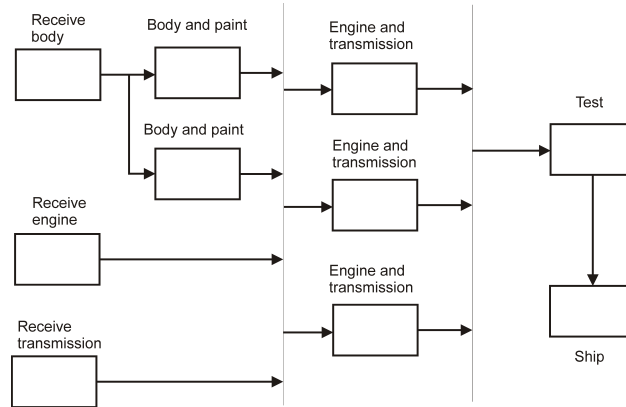 Receive
body
Body and paint
Engine and
transmission
Test
Body and paint
Engine and
transmission
Receive
engine
Engine and
transmission
Receive
transmission
Ship